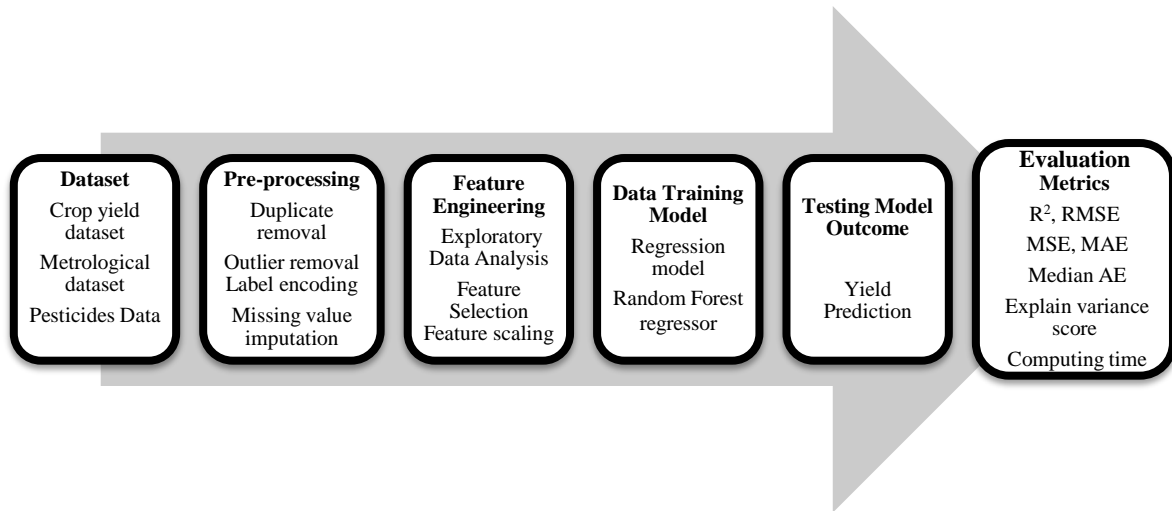 Dataset
Crop yield
dataset
Metrological
dataset
Pesticides Data
Pre-processing
Duplicate
removal
Outlier removal
Label encoding
Missing value
imputation
Feature
Engineering
Exploratory
Data Analysis
Feature
Selection
Feature scaling
Data Training
Model
Regression
model
Random Forest
regressor
Testing Model
Outcome
Yield
Prediction
Evaluation
Metrics
R², RMSE
MSE, MAE
Median AE
Explain variance
score
Computing time